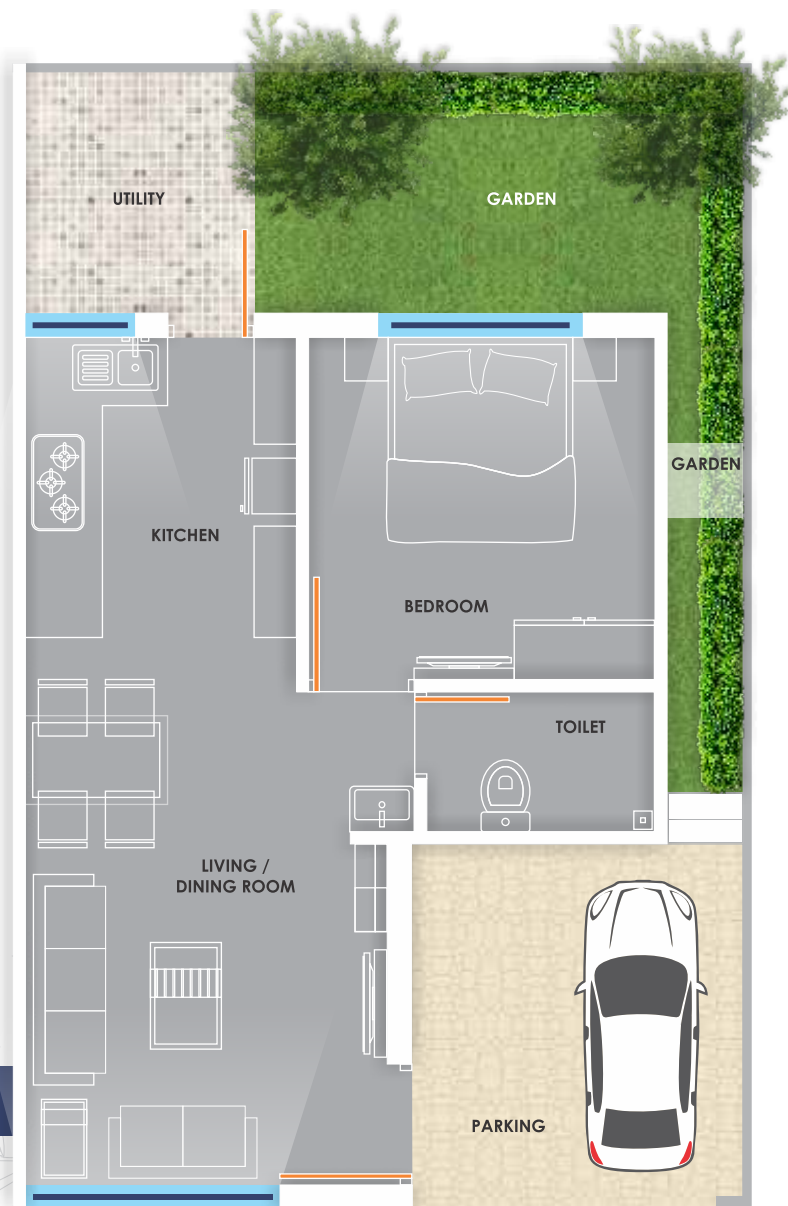 UTILITY
GARDEN
GARDEN
KITCHEN
BEDROOM
TOILET
LIVING /
DINING ROOM
PARKING